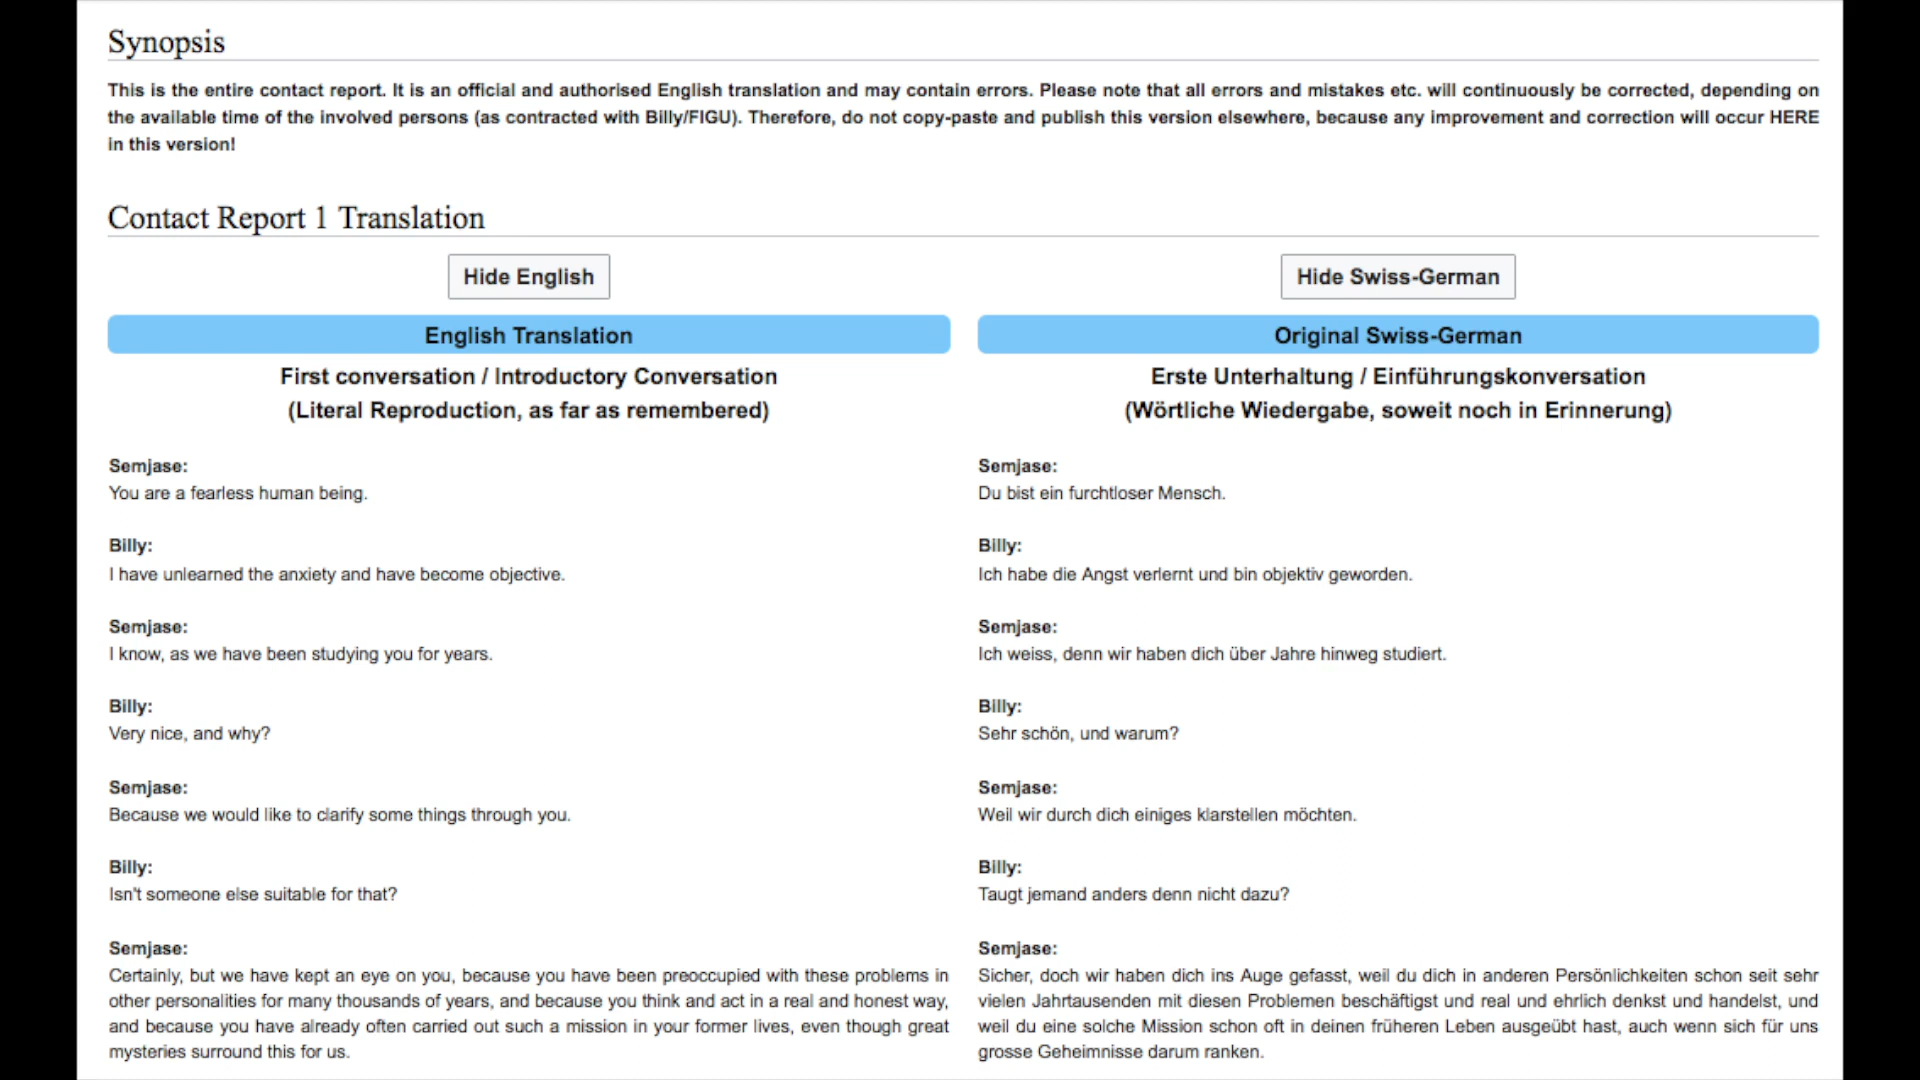 Synopsis
This is the entire contact report. It is an official and authorised English translation and may contain errors. Please note that all errors and mistakes etc. will continuously be corrected, depending on
the available time of the involved persons (as contracted with Billy/FIGU). Therefore, do not copy-paste and publish this version elsewhere, because any improvement and correction will occur HERE
in this version!
Contact Report 1 Translation
Hide English
English Translation
First conversation / Introductory Conversation
(Literal Reproduction, as far as remembered)
Semjase:
You are a fearless human being.
Billy:
I have unlearned the anxiety and have become objective.
Semjase:
I know, as we have been studying you for years.
Billy:
Very nice, and why?
Semjase:
Because we would like to clarify some things through you.
Billy:
Isn't someone else suitable for that?
Semjase:
Certainly, but we have kept an eye on you, because you have been preoccupied with these problems in
other personalities for many thousands of years, and because you think and act in a real and honest way,
and because you have already often carried out such a mission in your former lives, even though great
mysteries surround this for us.
Hide Swiss-German
Original Swiss-German
Erste Unterhaltung / Einführungskonversation
(Wörtliche Wiedergabe, soweit noch in Erinnerung)
Semjase:
Du bist ein furchtloser Mensch.
Billy:
Ich habe die Angst verlernt und bin objektiv geworden.
Semjase:
Ich weiss, denn wir haben dich über Jahre hinweg studiert.
Billy:
Sehr schön, und warum?
Semjase:
Weil wir durch dich einiges klarstellen möchten.
Billy:
Taugt jemand anders denn nicht dazu?
Semjase:
Sicher, doch wir haben dich ins Auge gefasst, weil du dich in anderen Persönlichkeiten schon seit sehr
vielen Jahrtausenden mit diesen Problemen beschäftigst und real und ehrlich denkst und handelst, und
weil du eine solche Mission schon oft in deinen früheren Leben ausgeübt hast, auch wenn sich für uns
grosse Geheimnisse darum ranken.